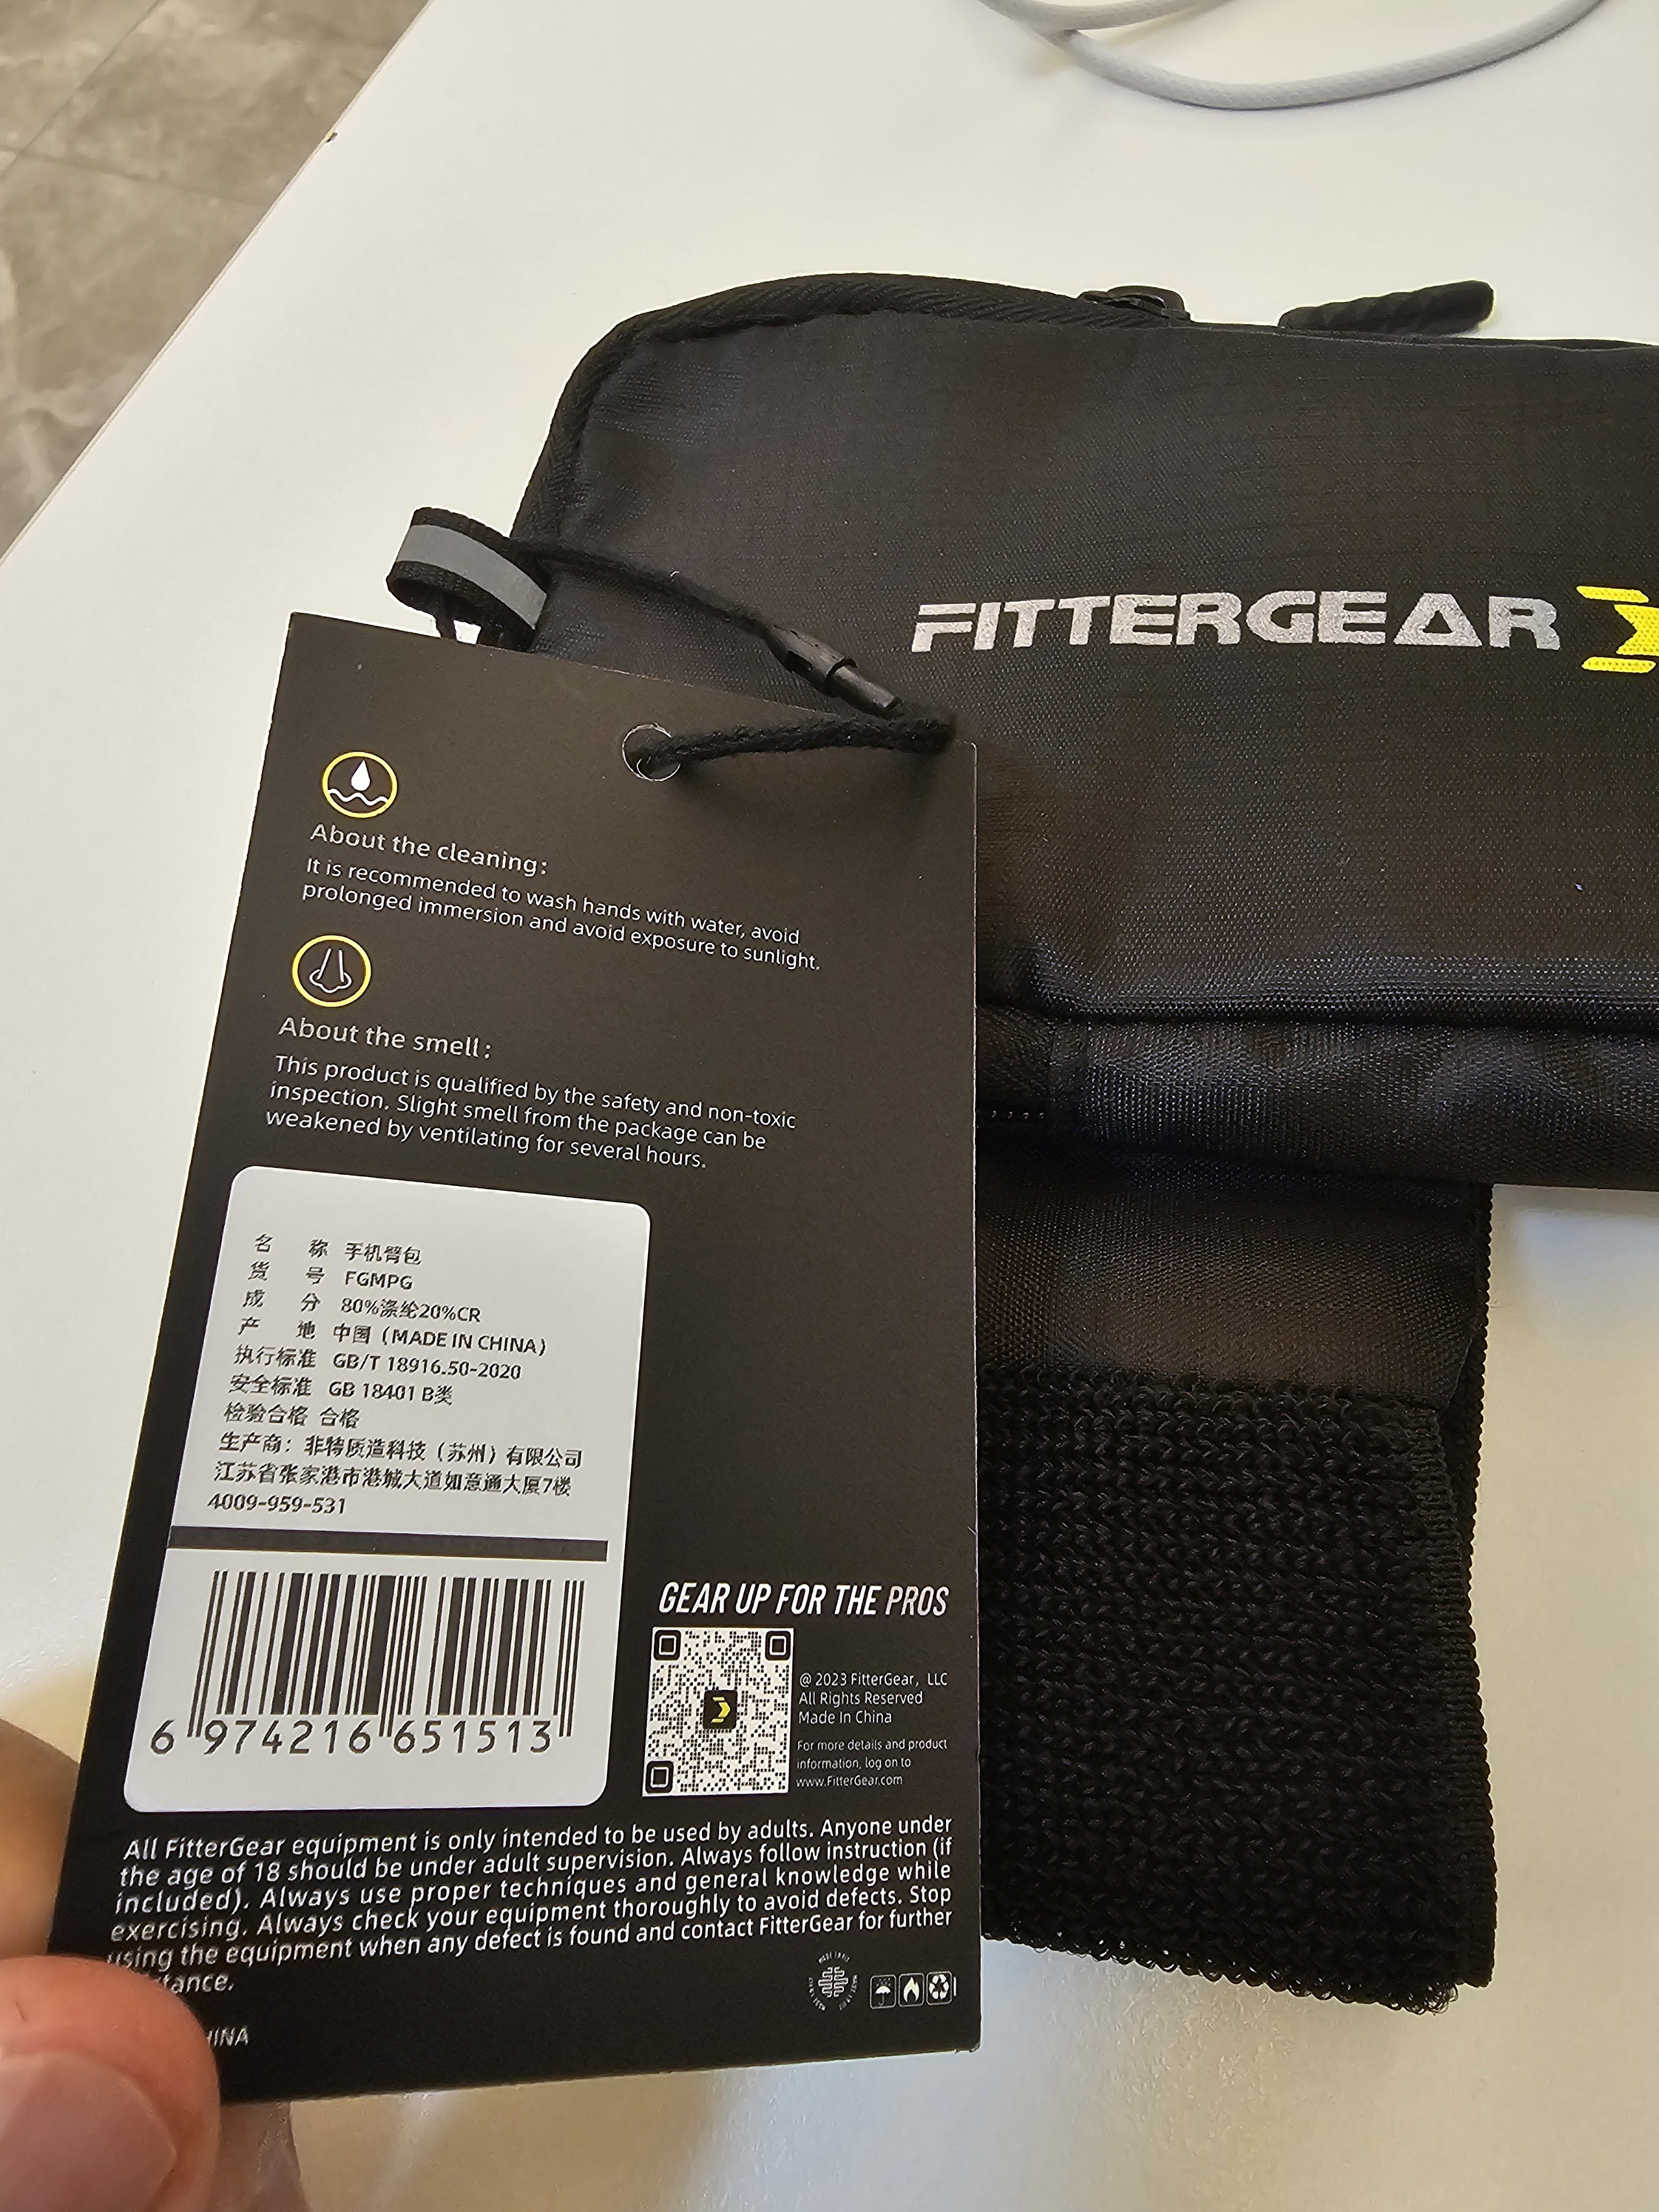 FITTERGEAR
About the cleaning:
It is recommended to wash hands with water, avoid
prolonged immersion and avoid exposure to sunlight.
About the smell:
This product is qualified by the safety and non-toxic
inspection. Slight smell from the package can be
weakened by ventilating for several hours.
名 称 手机臂包
货 号 FGMPG
成 分 80%涤纶20%CR
产 地 中国（MADE IN CHINA）
执行标准 GB/T 18916.50-2020
安全标准 GB 18401 B类
检验合格 合格
生产商：非特质造科技（苏州）有限公司
江苏省张家港市港城大道如意通大厦7楼
4009-959-531
6 974216 651513
GEAR UP FOR THE PROS
@ 2023 FitterGear, LLC
All Rights Reserved
Made In China
For more details and product
information, log on to
www.FitterGear.com
All FitterGear equipment is only intended to be used by adults. Anyone under
the age of 18 should be under adult supervision. Always follow instruction (if
included). Always use proper techniques and general knowledge while
exercising. Always check your equipment thoroughly to avoid defects. Stop
using the equipment when any defect is found and contact FitterGear for further